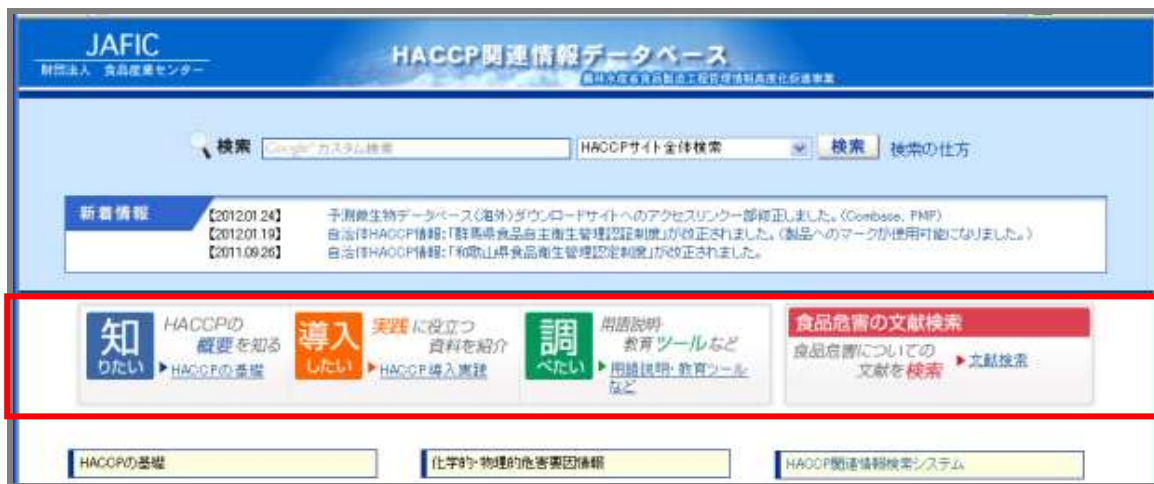 JAFIC
財団法人 食品産業センター
HACCP関連情報データベース
農林水産省食品製造工程管理情報高度化促進事業
検索 Google カスタム検索 HACCPサイト全体検索 検索 検索の仕方
新着情報
【2012.01.24】 予測微生物データベース(海外)ダウンロードサイトへのアクセスリンク一部修正しました。(Combase, PMP)
【2012.01.19】 自治体HACCP情報:「群馬県食品自主衛生管理認証制度」が改正されました。(製品へのマークが使用可能になりました。)
【2011.09.26】 自治体HACCP情報:「和歌山県食品衛生管理認定制度」が改正されました。
知りたい
HACCPの
概要を知る
HACCPの基礎
導入したい
実践に役立つ
資料を紹介
HACCP導入実践
調べたい
用語説明・
教育ツールなど
用語説明・教育ツール
など
食品危害の文献検索
食品危害についての
文献を検索
文献検索
HACCPの基礎
化学的・物理的危害要因情報
HACCP関連情報検索システム